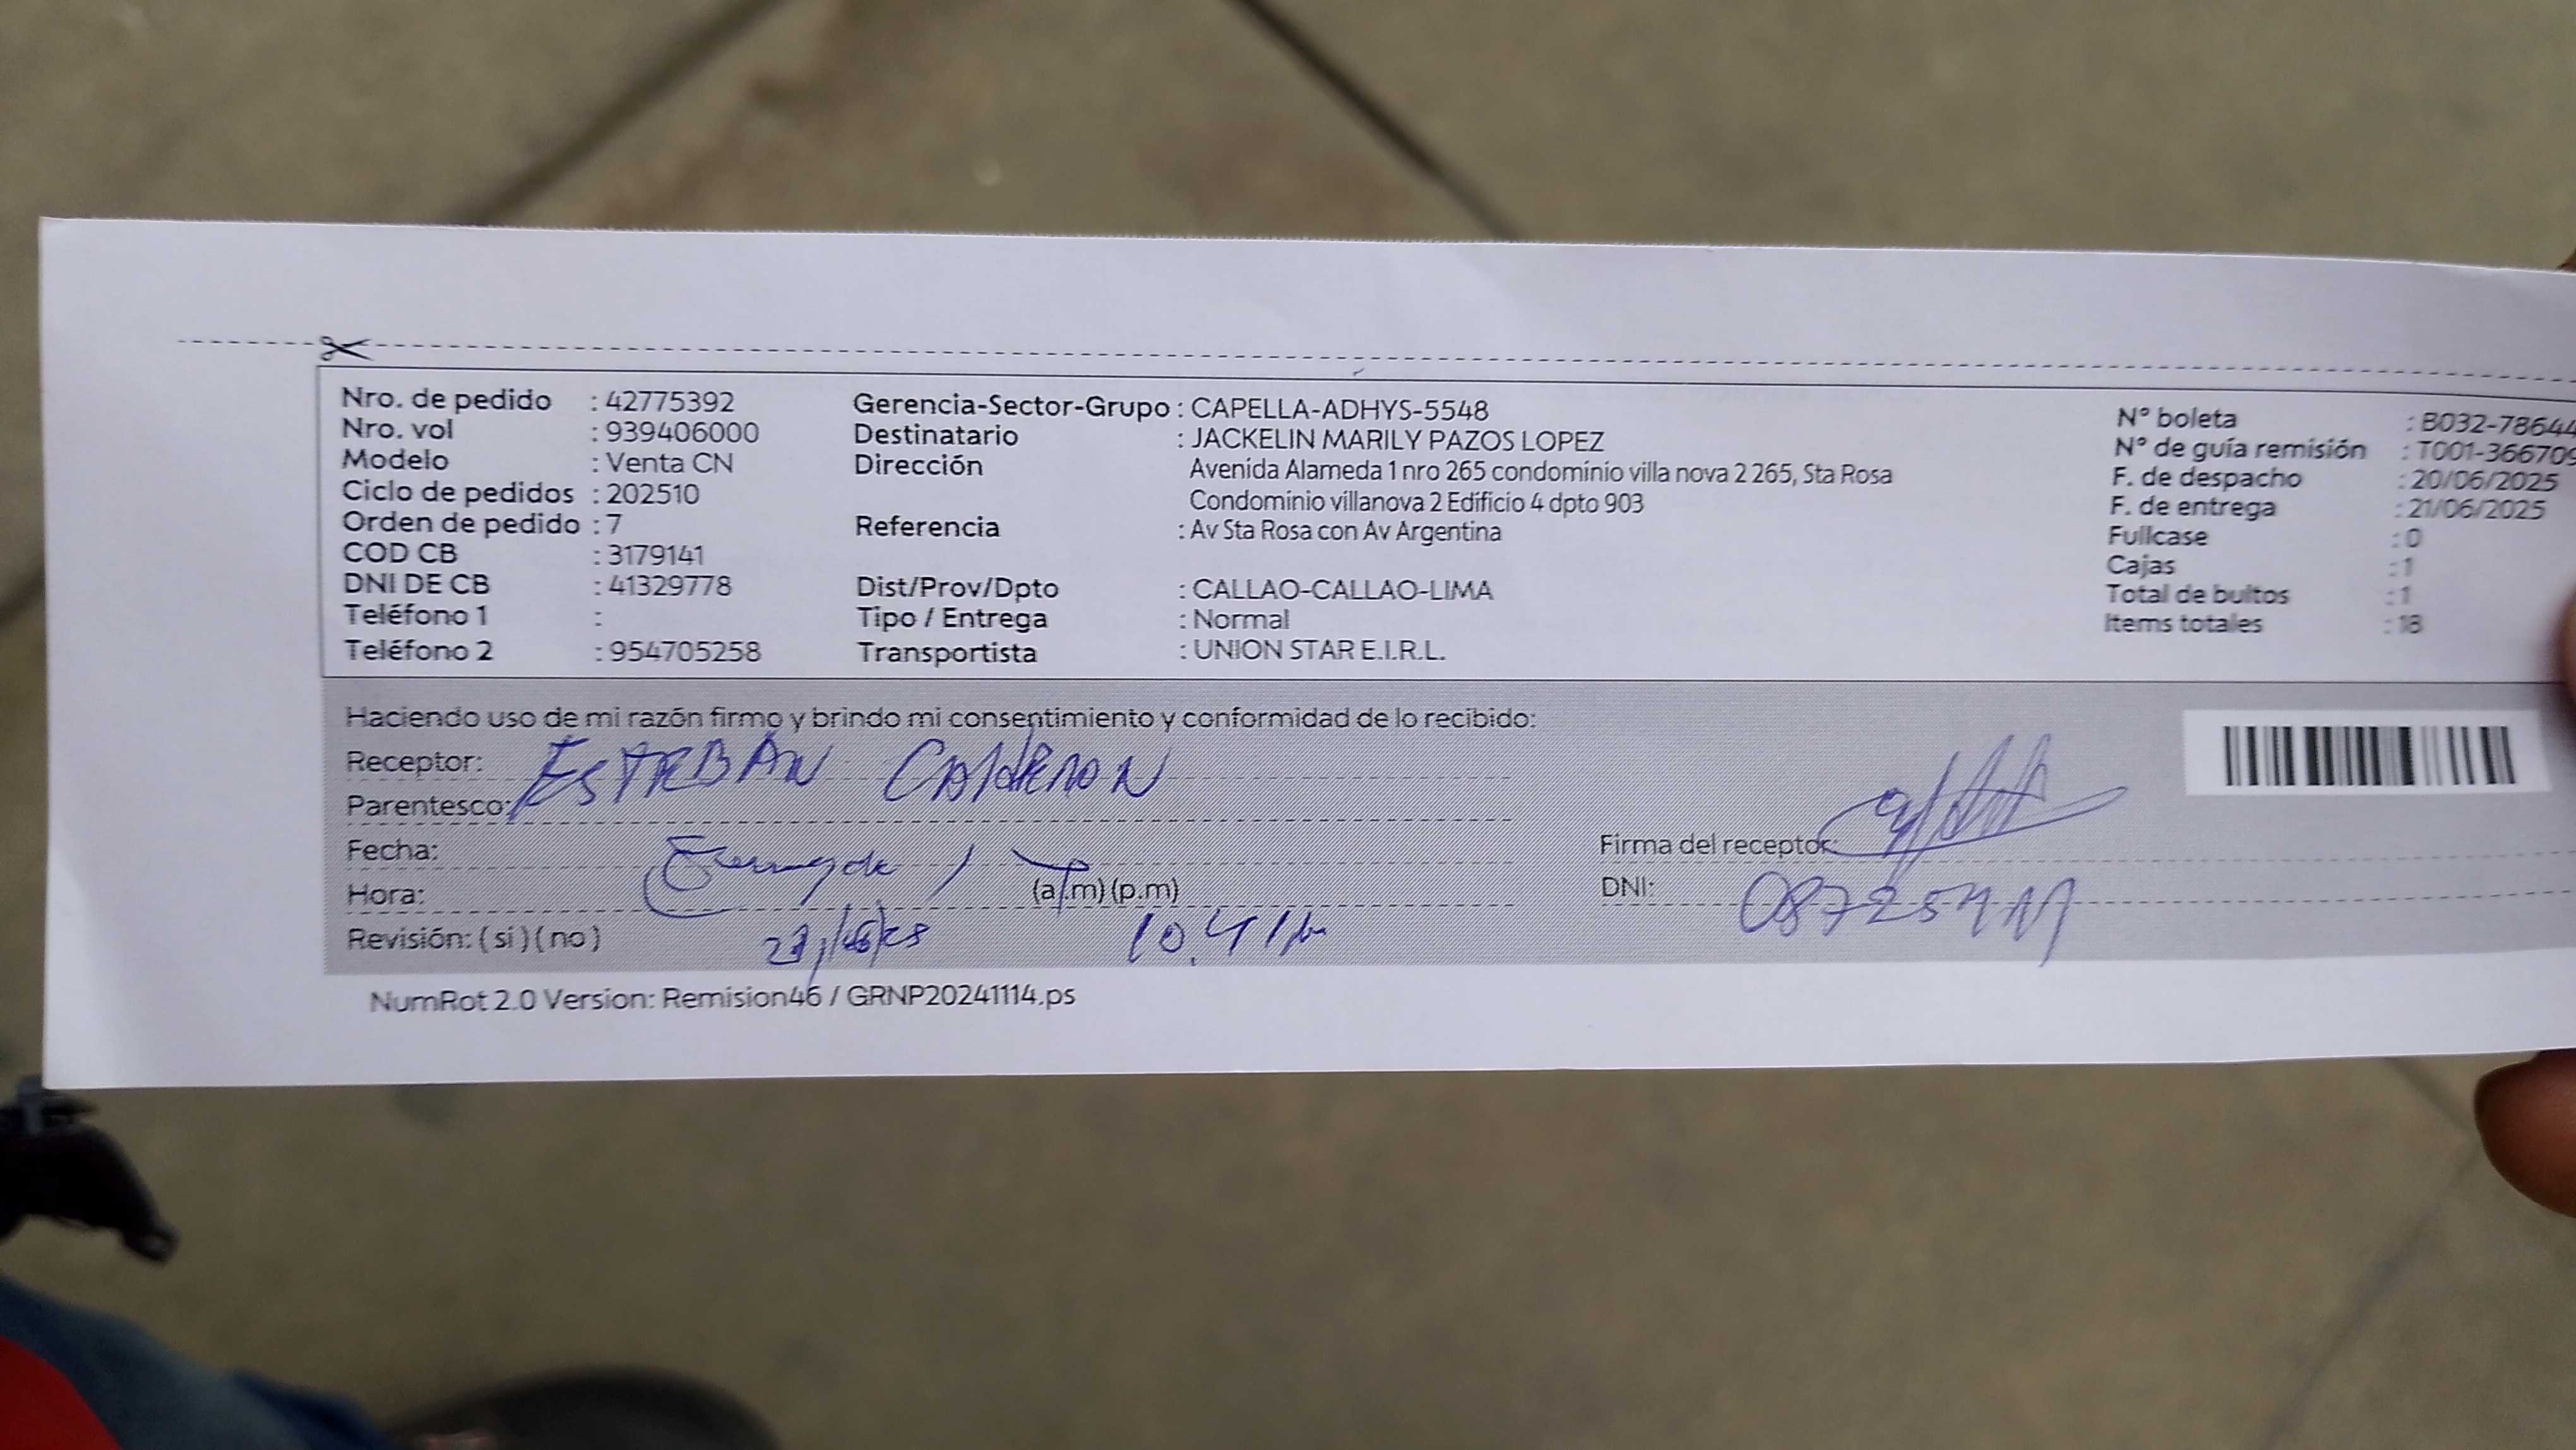 Nro. de pedido : 42775392 Gerencia-Sector-Grupo : CAPELLA-ADHYS-5548 N° boleta : B032-78644
Nro. vol : 939406000 Destinatario : JACKELIN MARILY PAZOS LOPEZ N° de guía remisión : T001-366709
Modelo : Venta CN Dirección Avenida Alameda 1 nro 265 condominio villa nova 2 265, Sta Rosa F. de despacho : 20/06/2025
Ciclo de pedidos : 202510 Condominio villanova 2 Edificio 4 dpto 903 F. de entrega : 21/06/2025
Orden de pedido : 7 Referencia : Av Sta Rosa con Av Argentina Fullcase : 0
COD CB : 3179141 Cajas : 1
DNI DE CB : 41329778 Dist/Prov/Dpto : CALLAO-CALLAO-LIMA Total de bultos : 1
Teléfono 1 : Tipo / Entrega : Normal Items totales : 18
Teléfono 2 : 954705258 Transportista : UNION STAR E.I.R.L.
Haciendo uso de mi razón firmo y brindo mi consentimiento y conformidad de lo recibido:
Receptor: ESTEBAN CALDERON
Parentesco:
Fecha: Firma del receptor:
Hora: (a.m) (p.m) DNI:
Revisión: ( si ) ( no ) 10.41
NumRot 2.0 Version: Remision46 / GRNP20241114.ps